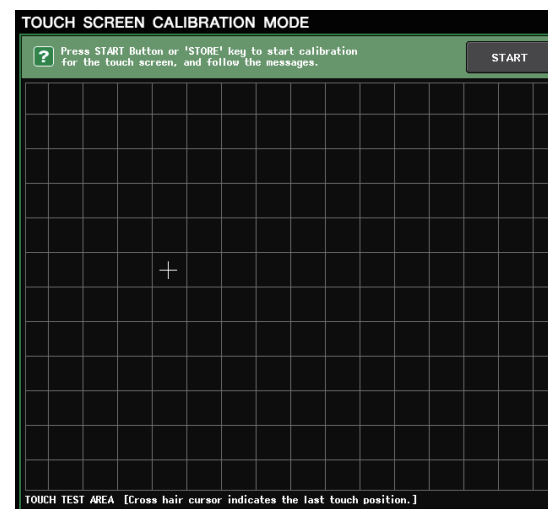 TOUCH SCREEN CALIBRATION MODE
? Press START Button or 'STORE' key to start calibration
for the touch screen, and follow the messages.
START
TOUCH TEST AREA [Cross hair cursor indicates the last touch position.]